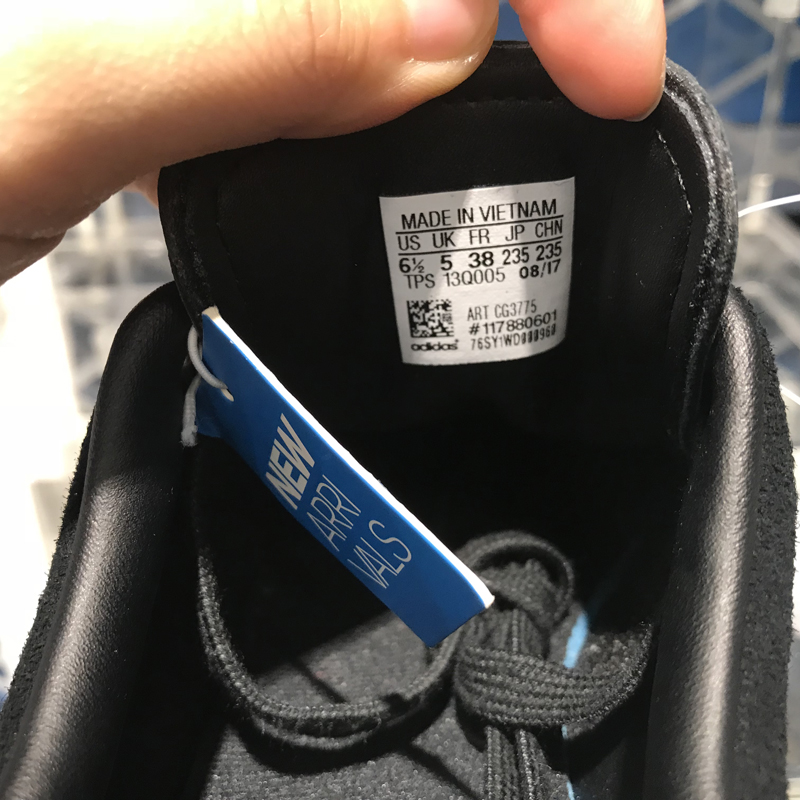 MADE IN VIETNAM
US UK FR JP CHN
6½ 5 38 235 235
TPS 13Q005 08/17
ART CG3775
#117880601
adidas
NEW
ARRI
VALS